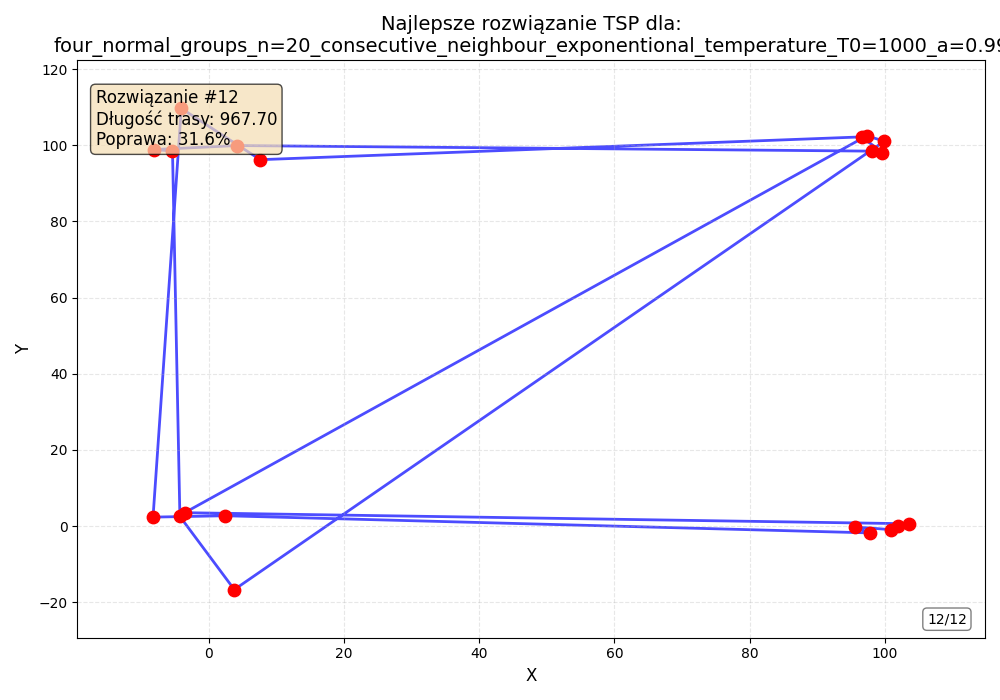 Najlepsze rozwiązanie TSP dla:
four_normal_groups_n=20_consecutive_neighbour_exponentional_temperature_T0=1000_a=0.99
Rozwiązanie #12
Długość trasy: 967.70
Poprawa: 31.6%
120
100
80
60
40
20
0
−20
Y
12/12
0 20 40 60 80 100
X